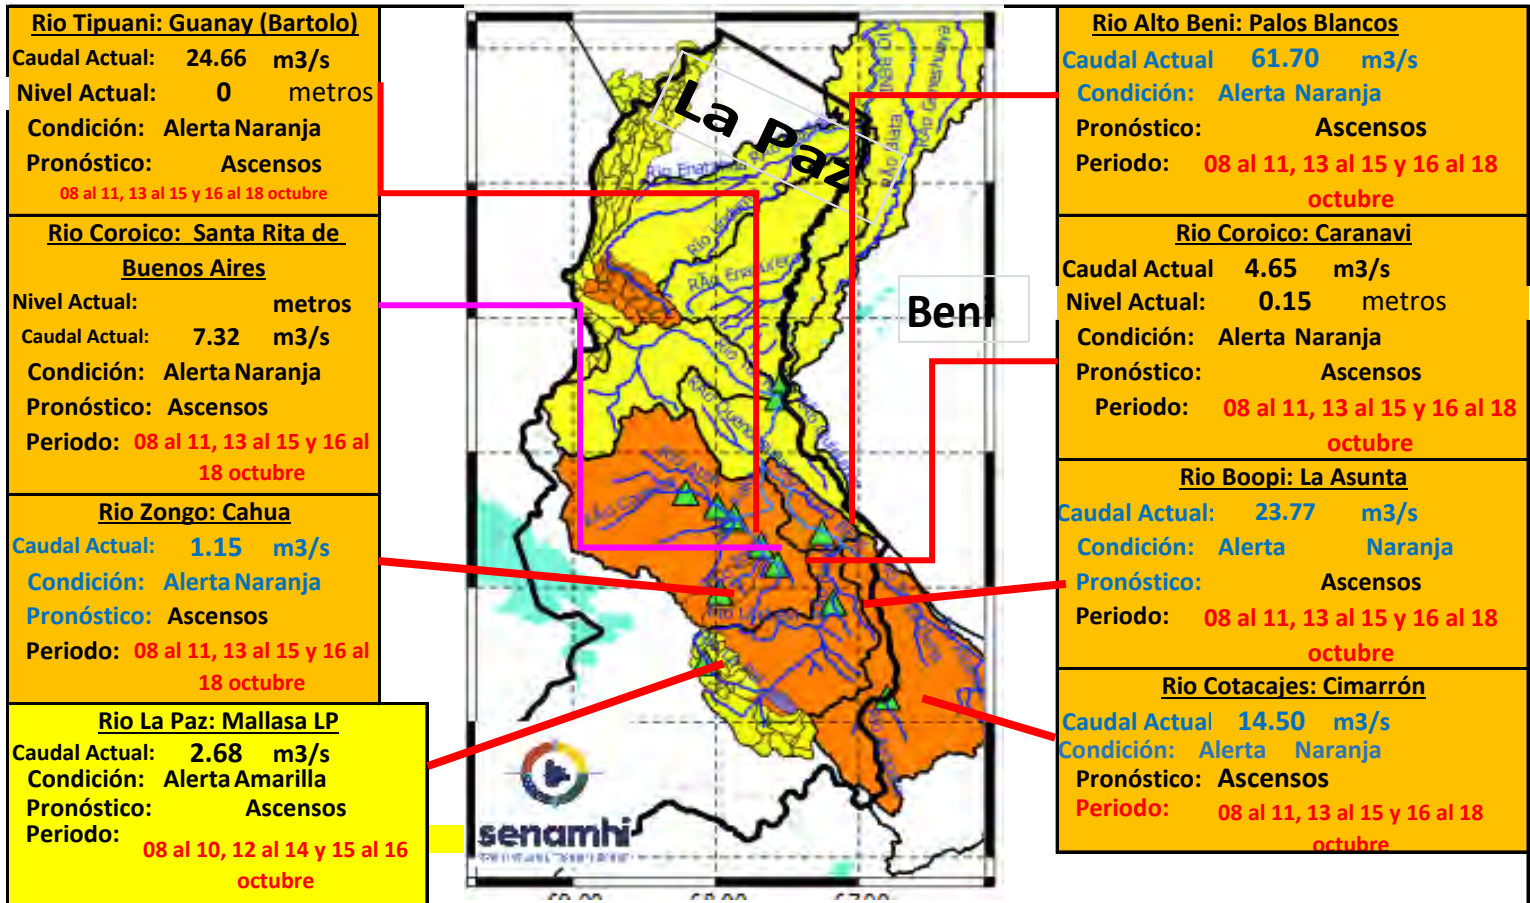 Rio Tipuani: Guanay (Bartolo)
Caudal Actual: 24.66 m3/s
Nivel Actual: 0 metros
Condición: Alerta Naranja
Pronóstico: Ascensos
08 al 11, 13 al 15 y 16 al 18 octubre
Rio Coroico: Santa Rita de
Buenos Aires
Nivel Actual: metros
Caudal Actual: 7.32 m3/s
Condición: Alerta Naranja
Pronóstico: Ascensos
Periodo: 08 al 11, 13 al 15 y 16 al
18 octubre
Rio Zongo: Cahua
Caudal Actual: 1.15 m3/s
Condición: Alerta Naranja
Pronóstico: Ascensos
Periodo: 08 al 11, 13 al 15 y 16 al
18 octubre
Rio La Paz: Mallasa LP
Caudal Actual: 2.68 m3/s
Condición: Alerta Amarilla
Pronóstico: Ascensos
Periodo:
08 al 10, 12 al 14 y 15 al 16
octubre
La Paz
Beni
senamhi
Rio Alto Beni: Palos Blancos
Caudal Actual 61.70 m3/s
Condición: Alerta Naranja
Pronóstico: Ascensos
Periodo: 08 al 11, 13 al 15 y 16 al 18
octubre
Rio Coroico: Caranavi
Caudal Actual 4.65 m3/s
Nivel Actual: 0.15 metros
Condición: Alerta Naranja
Pronóstico: Ascensos
Periodo: 08 al 11, 13 al 15 y 16 al 18
octubre
Rio Boopi: La Asunta
Caudal Actual: 23.77 m3/s
Condición: Alerta Naranja
Pronóstico: Ascensos
Periodo: 08 al 11, 13 al 15 y 16 al 18
octubre
Rio Cotacajes: Cimarrón
Caudal Actual 14.50 m3/s
Condición: Alerta Naranja
Pronóstico: Ascensos
Periodo: 08 al 11, 13 al 15 y 16 al 18
octubre